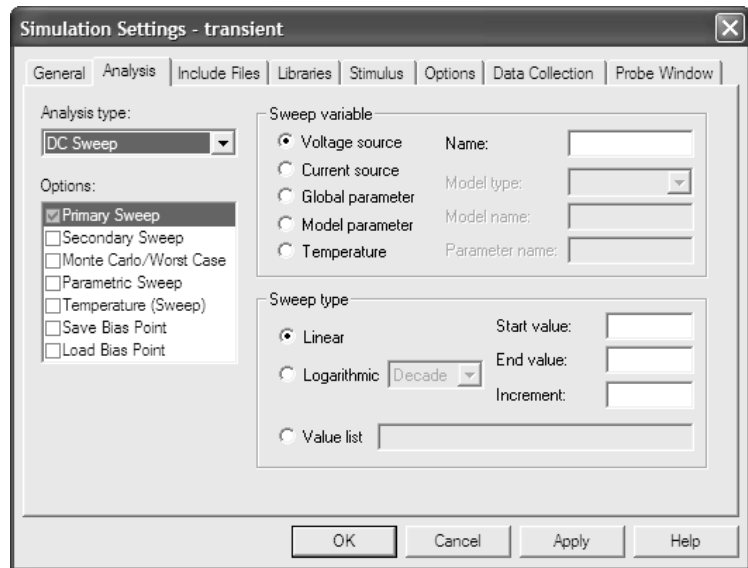 Simulation Settings - transient
General Analysis Include Files Libraries Stimulus Options Data Collection Probe Window
Analysis type:
DC Sweep
Options:
Primary Sweep
Secondary Sweep
Monte Carlo/Worst Case
Parametric Sweep
Temperature (Sweep)
Save Bias Point
Load Bias Point
Sweep variable
Voltage source
Current source
Global parameter
Model parameter
Temperature
Name:
Model type:
Model name:
Parameter name:
Sweep type
Linear
Logarithmic Decade
Value list
Start value:
End value:
Increment:
OK Cancel Apply Help